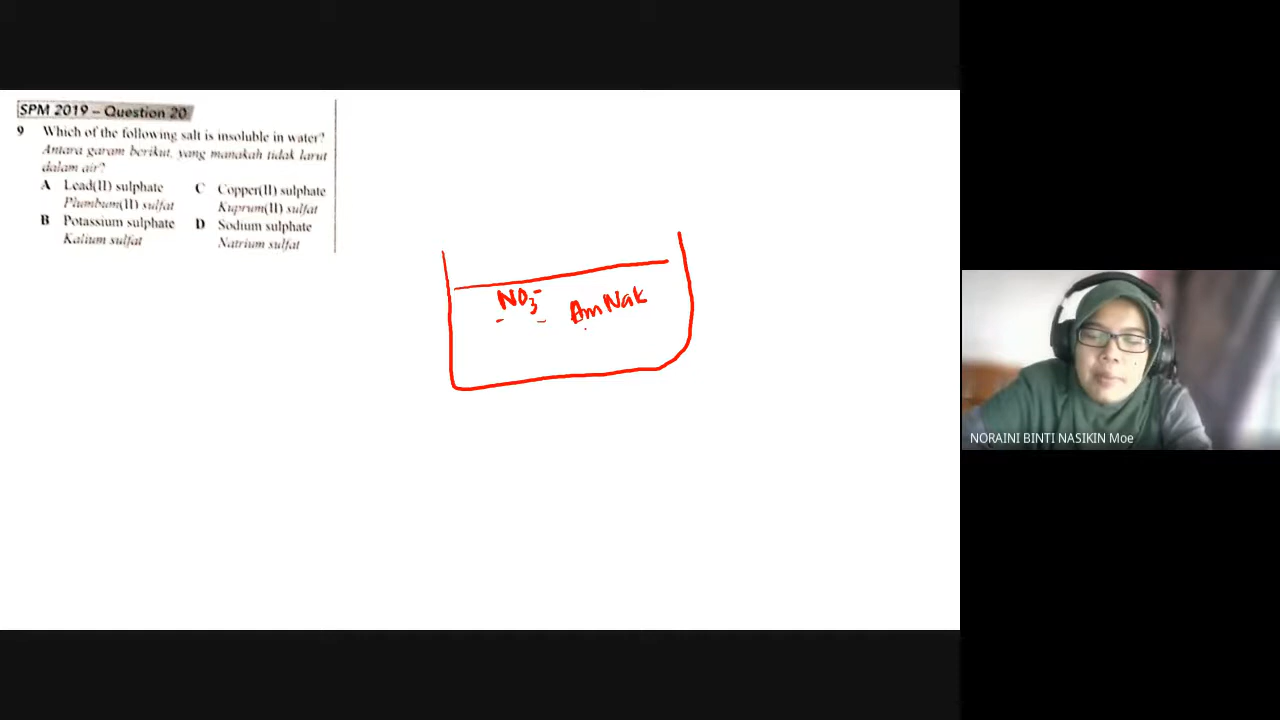 SPM 2019 – Question 20
9 Which of the following salt is insoluble in water?
Antara garam berikut, yang manakah tidak larut
dalam air?
A Lead(II) sulphate
Plumbum(II) sulfat
B Potassium sulphate
Kalium sulfat
C Copper(II) sulphate
Kuprum(II) sulfat
D Sodium sulphate
Natrium sulfat
NO3- AmNak
NORAINI BINTI NASIKIN Moe